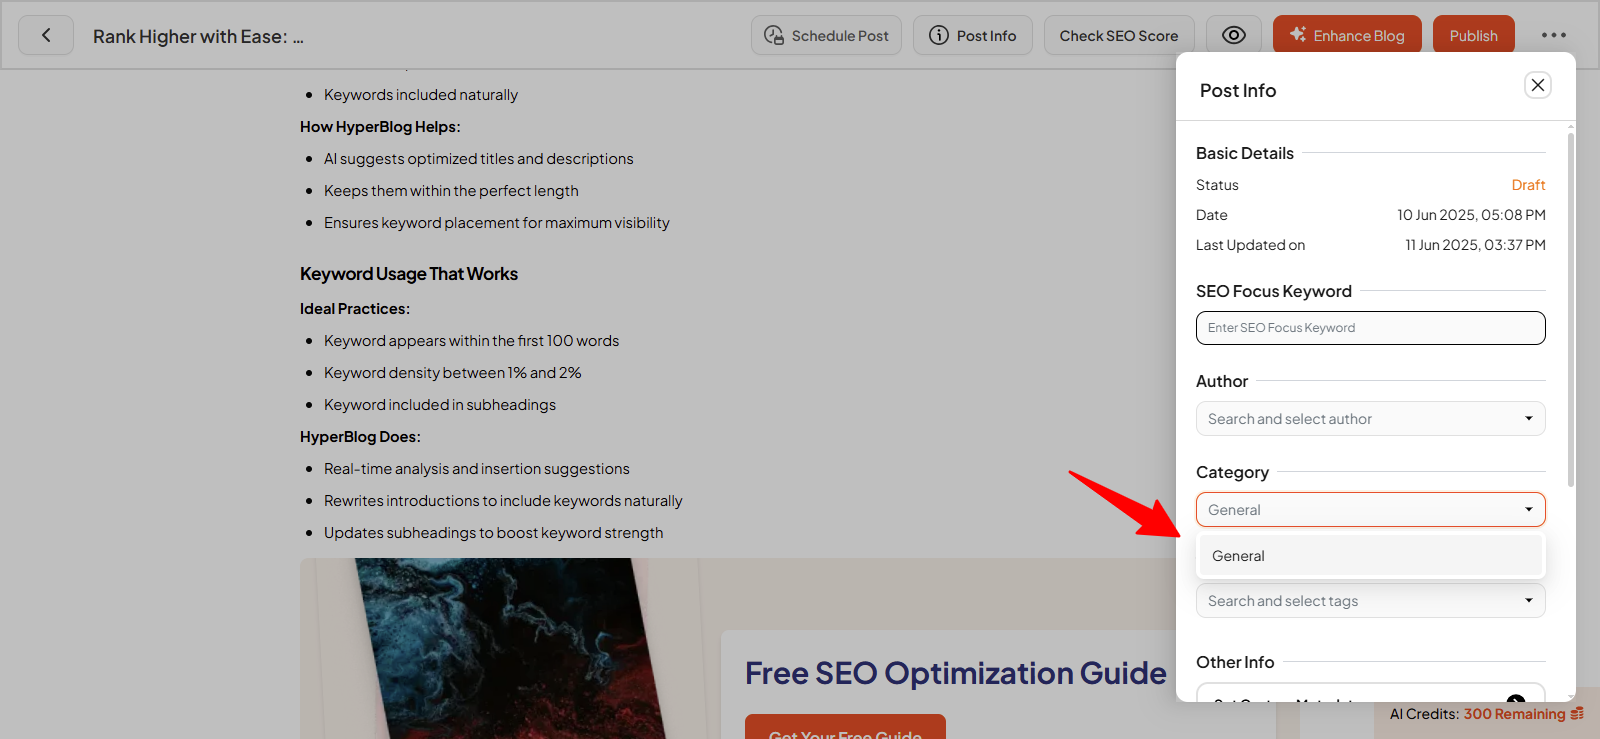 Rank Higher with Ease: ...
Schedule Post
Post Info
Check SEO Score
Enhance Blog
Publish
Keywords included naturally
How HyperBlog Helps:
AI suggests optimized titles and descriptions
Keeps them within the perfect length
Ensures keyword placement for maximum visibility
Keyword Usage That Works
Ideal Practices:
Keyword appears within the first 100 words
Keyword density between 1% and 2%
Keyword included in subheadings
HyperBlog Does:
Real-time analysis and insertion suggestions
Rewrites introductions to include keywords naturally
Updates subheadings to boost keyword strength
Free SEO Optimization Guide
Get Your Free Guide
Post Info
Basic Details
Status Draft
Date 10 Jun 2025, 05:08 PM
Last Updated on 11 Jun 2025, 03:37 PM
SEO Focus Keyword
Enter SEO Focus Keyword
Author
Search and select author
Category
General
General
Search and select tags
Other Info
AI Credits: 300 Remaining